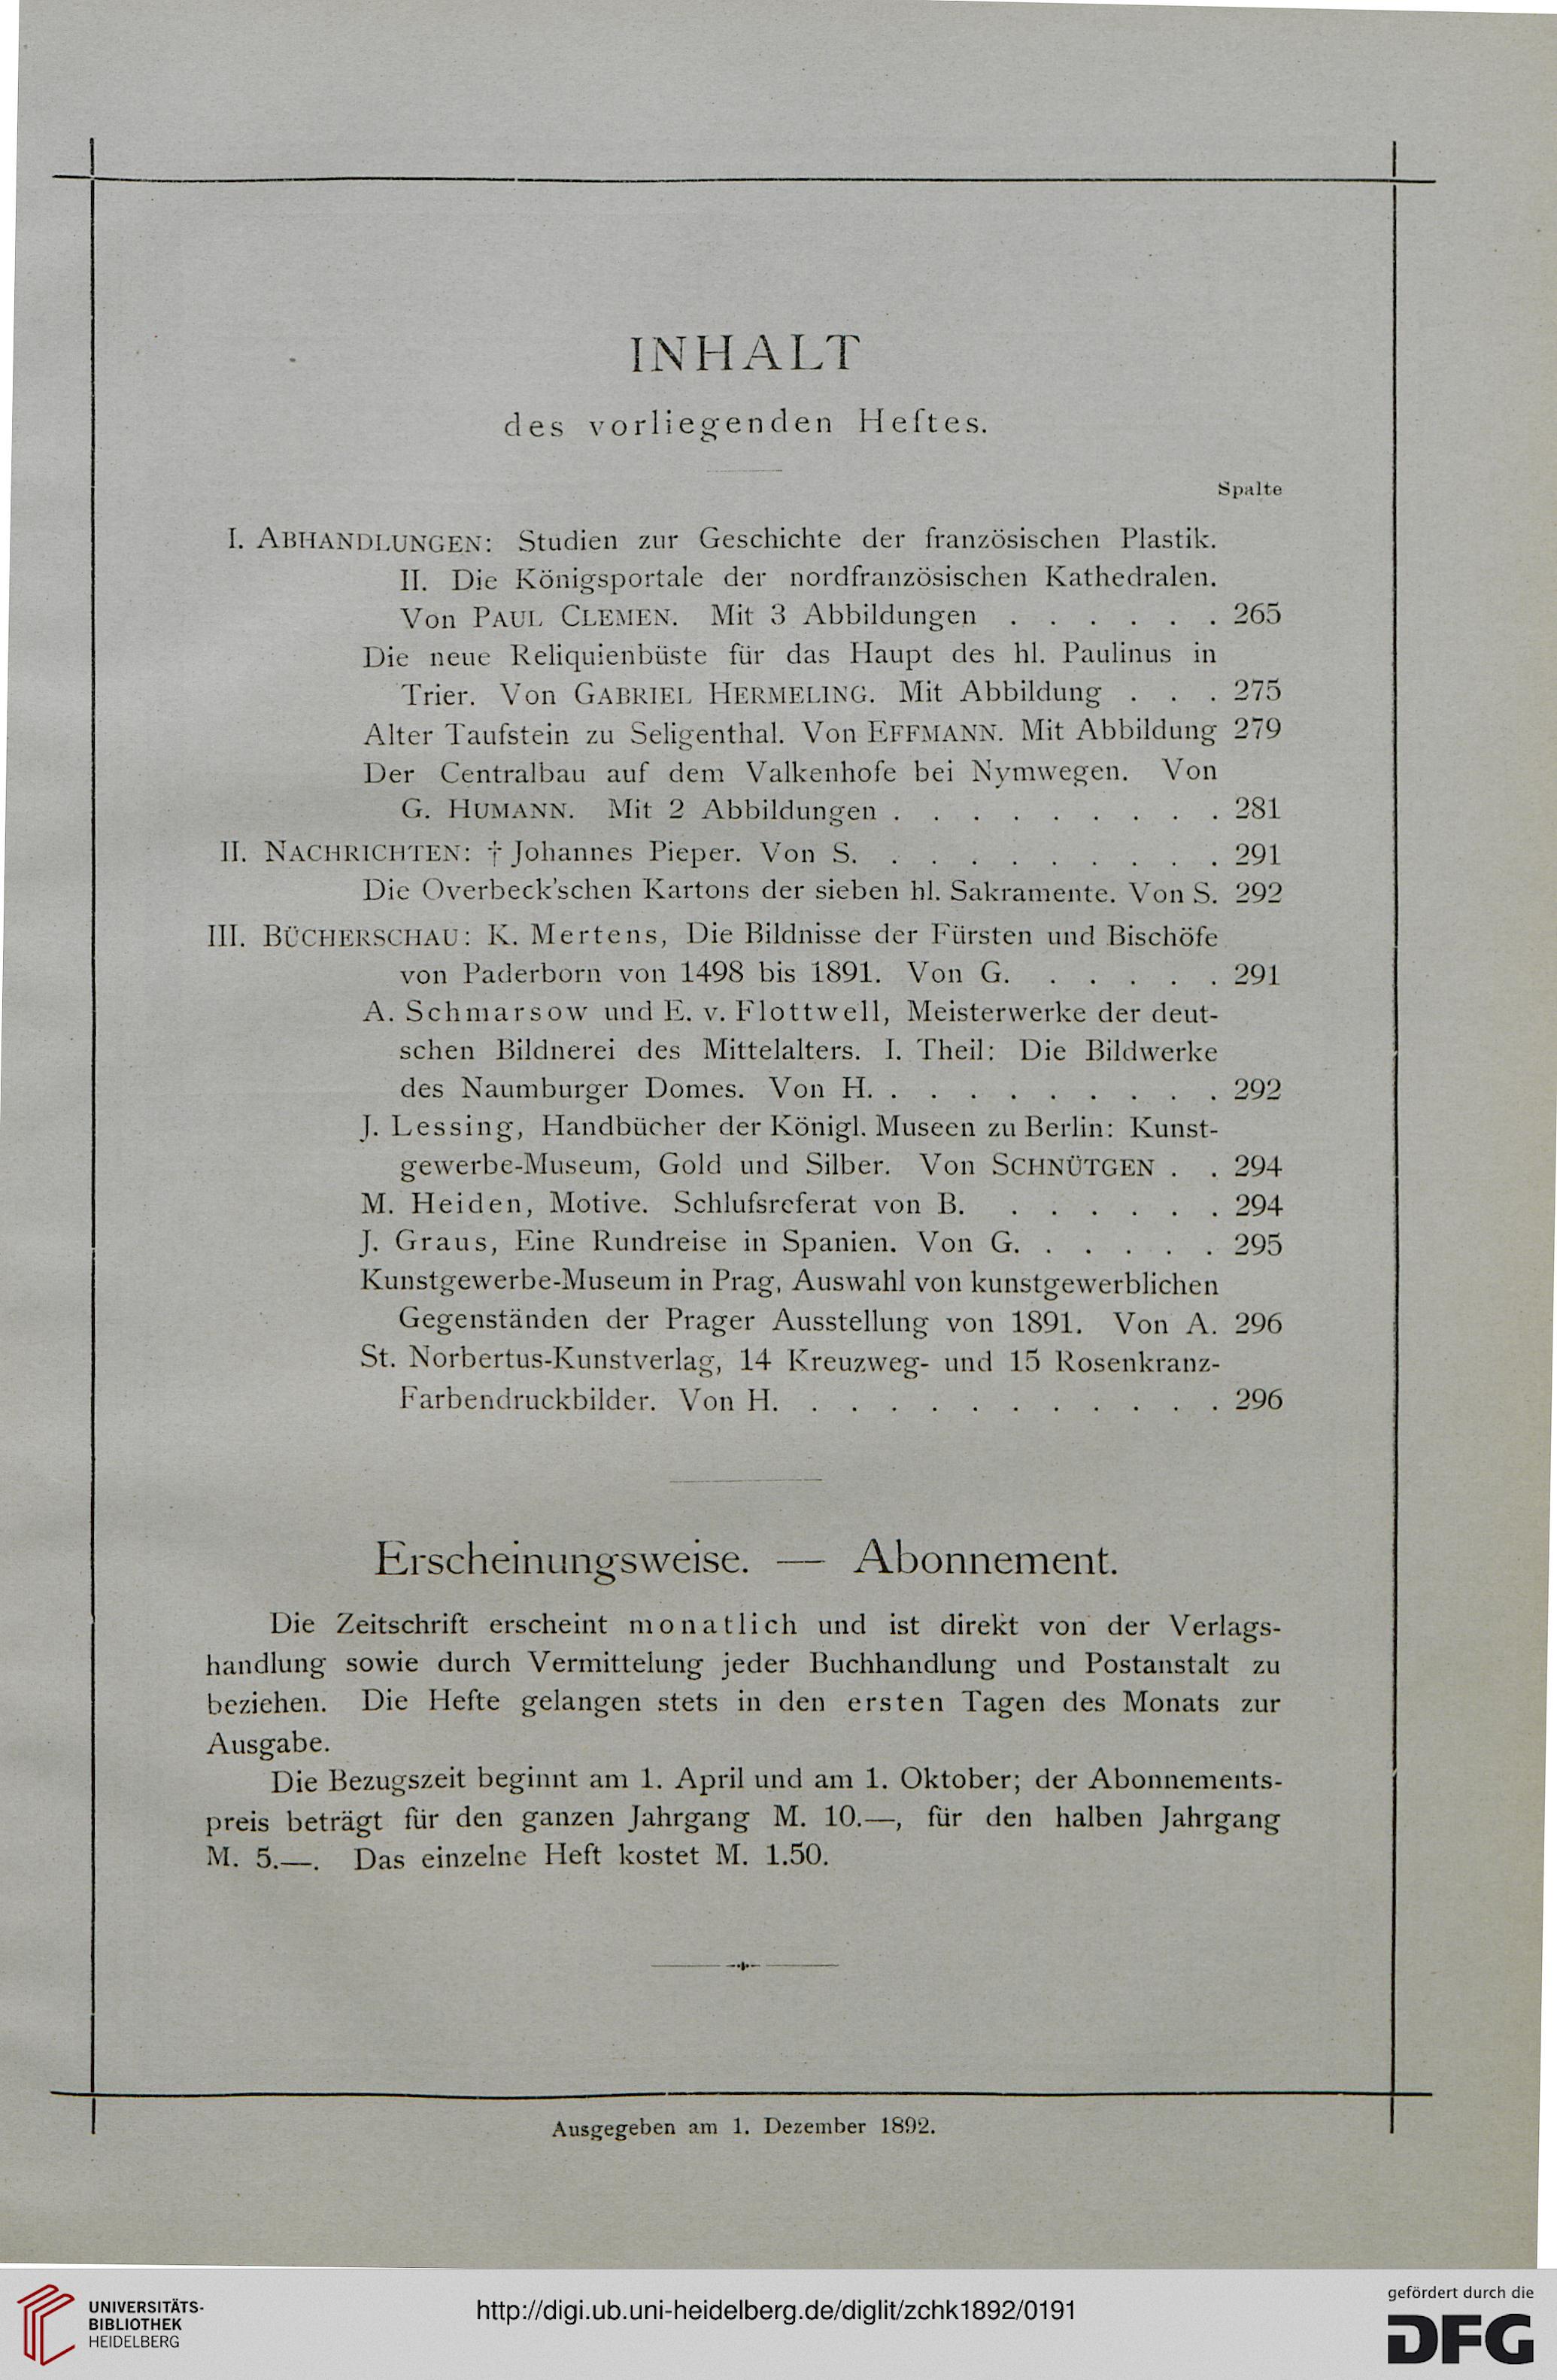 INHALT
des vorliegenden Heftes.
Spalte
I. ABHANDLUNGEN: Studien zur Geschichte der französischen Plastik.
II. Die Königsportale der nordfranzösischen Kathedralen.
Von PAUL CLEMEN. Mit 3 Abbildungen . . . . . . 265
Die neue Reliquienbüste für das Haupt des hl. Paulinus in
Trier. Von GABRIEL HERMELING. Mit Abbildung . . . 275
Alter Taufstein zu Seligenthal. Von EFFMANN. Mit Abbildung 279
Der Centralbau auf dem Valkenhofe bei Nymwegen. Von
G. HUMANN. Mit 2 Abbildungen . . . . . . . . . 281
II. NACHRICHTEN: † Johannes Pieper. Von S. . . . . . . . . . 291
Die Overbeck'schen Kartons der sieben hl. Sakramente. Von S. 292
III. BÜCHERSCHAU: K. Mertens, Die Bildnisse der Fürsten und Bischöfe
von Paderborn von 1498 bis 1891. Von G. . . . . . 291
A. Schmarsow und E. v. Flottwell, Meisterwerke der deut-
schen Bildnerei des Mittelalters. I. Theil: Die Bildwerke
des Naumburger Domes. Von H. . . . . . . . . . 292
J. Lessing, Handbücher der Königl. Museen zu Berlin: Kunst-
gewerbe-Museum, Gold und Silber. Von SCHNÜTGEN . . 294
M. Heiden, Motive. Schlufsreferat von B. . . . . . . 294
J. Graus, Eine Rundreise in Spanien. Von G. . . . . . 295
Kunstgewerbe-Museum in Prag, Auswahl von kunstgewerblichen
Gegenständen der Prager Ausstellung von 1891. Von A. 296
St. Norbertus-Kunstverlag, 14 Kreuzweg- und 15 Rosenkranz-
Farbendruckbilder. Von H. . . . . . . . . . . . 296
Erscheinungsweise. — Abonnement.
Die Zeitschrift erscheint monatlich und ist direkt von der Verlags-
handlung sowie durch Vermittelung jeder Buchhandlung und Postanstalt zu
beziehen. Die Hefte gelangen stets in den ersten Tagen des Monats zur
Ausgabe.
Die Bezugszeit beginnt am 1. April und am 1. Oktober; der Abonnements-
preis beträgt für den ganzen Jahrgang M. 10.—, für den halben Jahrgang
M. 5.—. Das einzelne Heft kostet M. 1.50.
Ausgegeben am 1. Dezember 1892.
UNIVERSITÄTS-
BIBLIOTHEK
HEIDELBERG
http://digi.ub.uni-heidelberg.de/diglit/zchk1892/0191
gefördert durch die
DFG